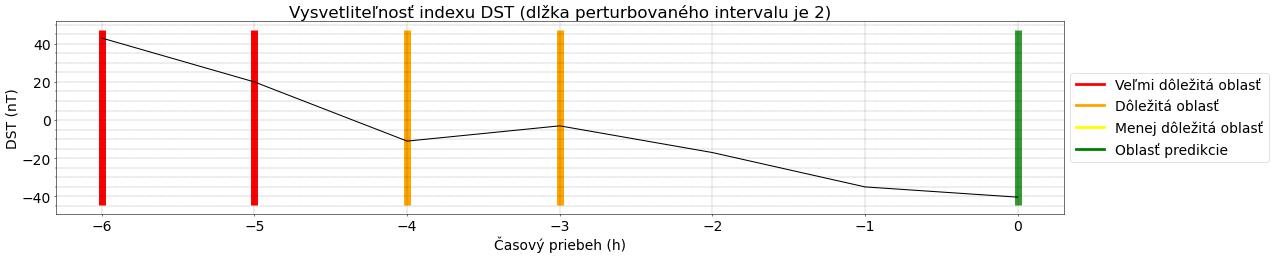 Vysvetliteľnosť indexu DST (dĺžka perturbovaného intervalu je 2)
DST (nT)
40
20
0
−20
−40
−6 −5 −4 −3 −2 −1 0
Časový priebeh (h)
Veľmi dôležitá oblasť
Dôležitá oblasť
Menej dôležitá oblasť
Oblasť predikcie